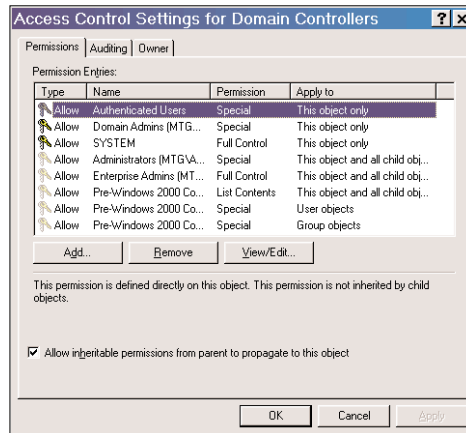 Access Control Settings for Domain Controllers ? x
Permissions Auditing Owner
Permission Entries:
Type Name Permission Apply to
Allow Authenticated Users Special This object only
Allow Domain Admins (MTG... Special This object only
Allow SYSTEM Full Control This object only
Allow Administrators (MTG\A... Special This object and all child obj...
Allow Enterprise Admins (MT... Full Control This object and all child obj...
Allow Pre-Windows 2000 Co... List Contents This object and all child obj...
Allow Pre-Windows 2000 Co... Special User objects
Allow Pre-Windows 2000 Co... Special Group objects
Add... Remove View/Edit...
This permission is defined directly on this object. This permission is not inherited by child
objects.
Allow inheritable permissions from parent to propagate to this object
OK Cancel Apply